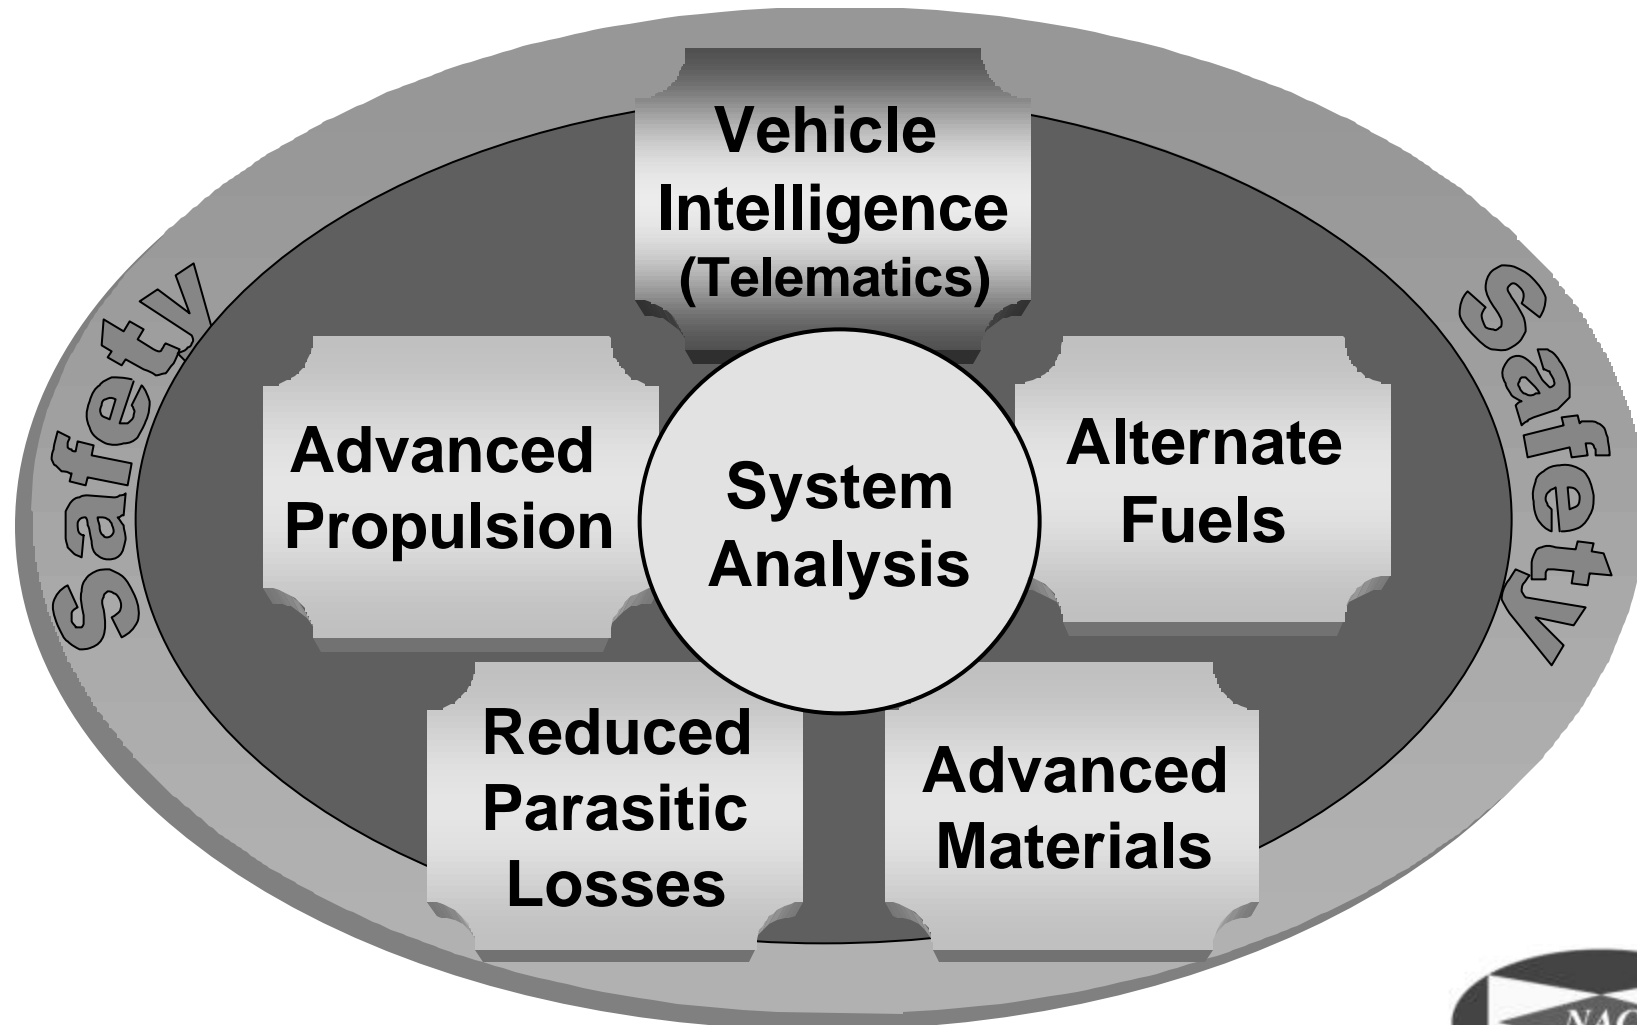 Vehicle
Intelligence
(Telematics)
Safety
Safety
Advanced
Propulsion
System
Analysis
Alternate
Fuels
Reduced
Parasitic
Losses
Advanced
Materials